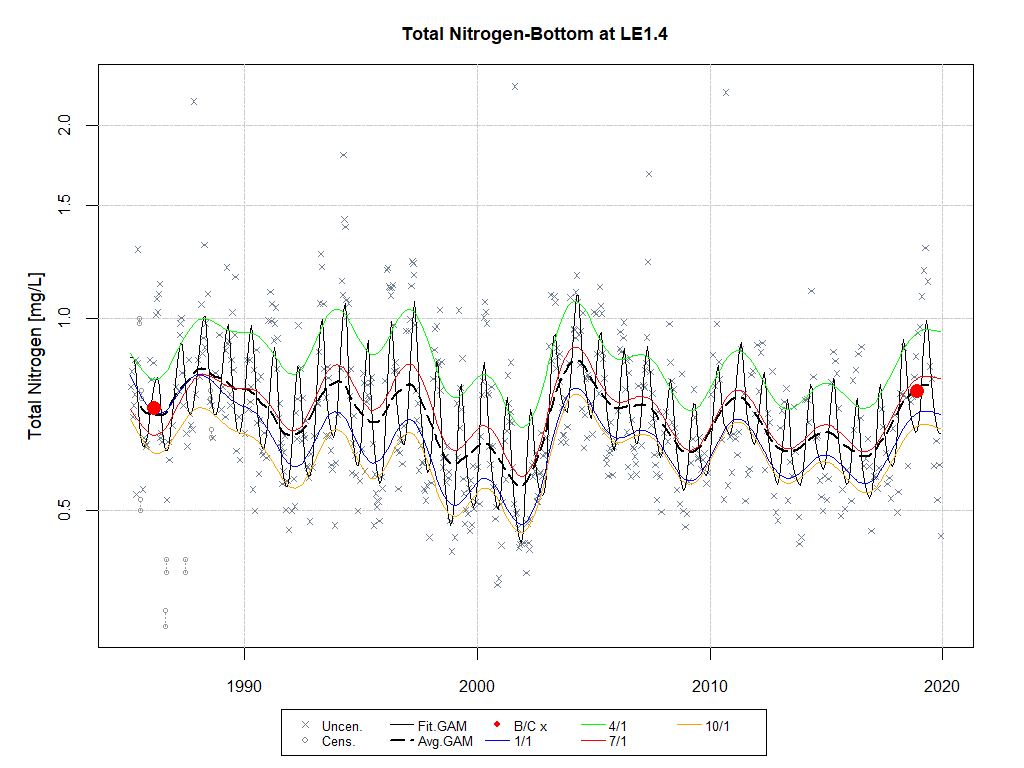 Total Nitrogen-Bottom at LE1.4
Total Nitrogen [mg/L]
2.0
1.5
1.0
0.5
1990 2000 2010 2020
Uncen. Fit.GAM B/C x 4/1 10/1
Cens. Avg.GAM 1/1 7/1